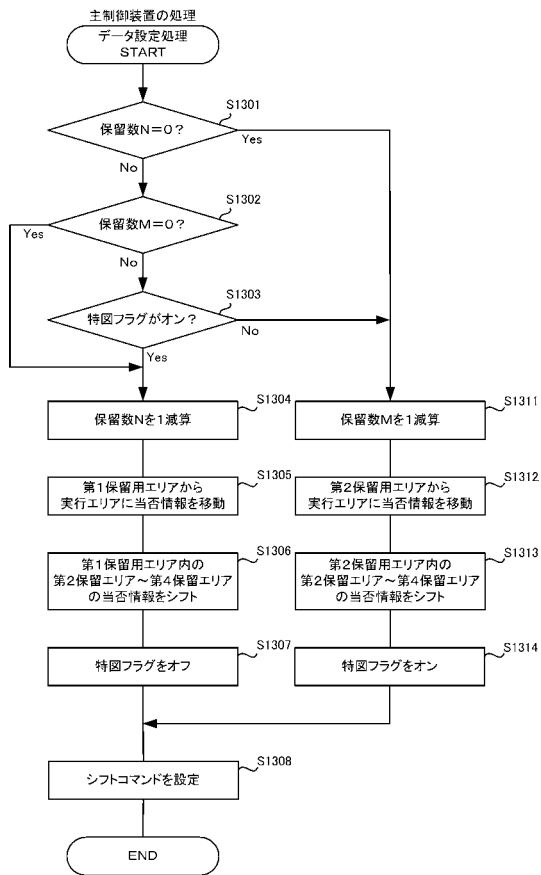 主制御装置の処理
データ設定処理
START
S1301
保留数N＝0？
Yes
No
S1302
保留数M＝0？
Yes
No
S1303
特図フラグがオン？
No
Yes
S1304
保留数Nを1減算
S1311
保留数Mを1減算
S1305
第1保留用エリアから
実行エリアに当否情報を移動
S1312
第2保留用エリアから
実行エリアに当否情報を移動
S1306
第1保留用エリア内の
第2保留エリア～第4保留エリア
の当否情報をシフト
S1313
第2保留用エリア内の
第2保留エリア～第4保留エリア
の当否情報をシフト
S1307
特図フラグをオフ
S1314
特図フラグをオン
S1308
シフトコマンドを設定
END